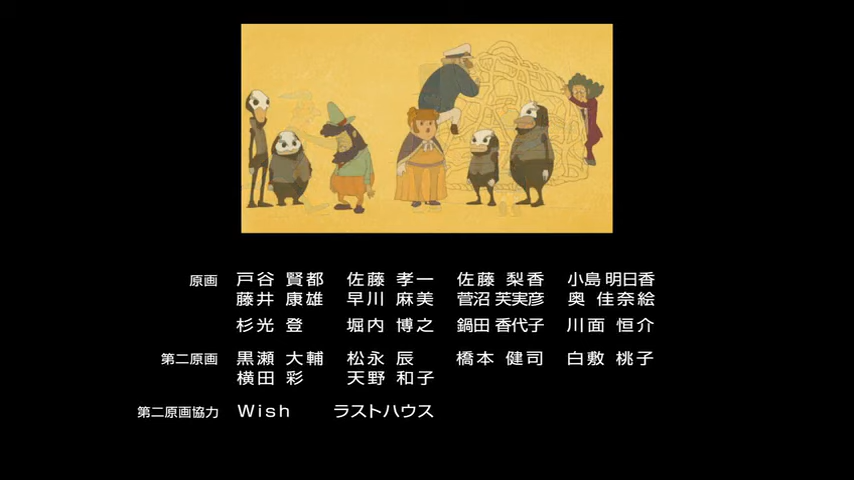 原画 戸谷 賢都 佐藤 孝一 佐藤 梨香 小島 明日香
藤井 康雄 早川 麻美 菅沼 芙実彦 奥 佳奈絵
杉光 登 堀内 博之 鍋田 香代子 川面 恒介
第二原画 黒瀬 大輔 松永 辰 橋本 健司 白敷 桃子
横田 彩 天野 和子
第二原画協力 Wish ラストハウス